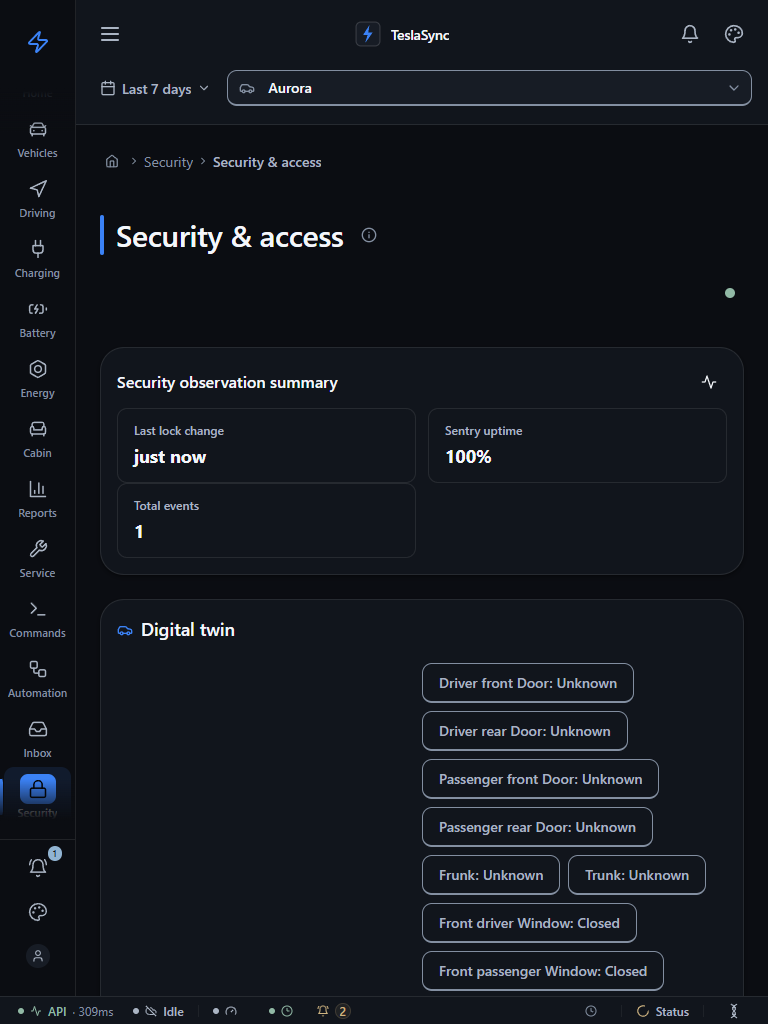 TeslaSync
Last 7 days
Aurora
Security
Security & access
Security & access
Vehicles
Driving
Charging
Battery
Energy
Cabin
Reports
Service
Commands
Automation
Inbox
Security
1
Security observation summary
Last lock change
just now
Sentry uptime
100%
Total events
1
Digital twin
Driver front Door: Unknown
Driver rear Door: Unknown
Passenger front Door: Unknown
Passenger rear Door: Unknown
Frunk: Unknown
Trunk: Unknown
Front driver Window: Closed
Front passenger Window: Closed
API · 309ms
Idle
2
Status